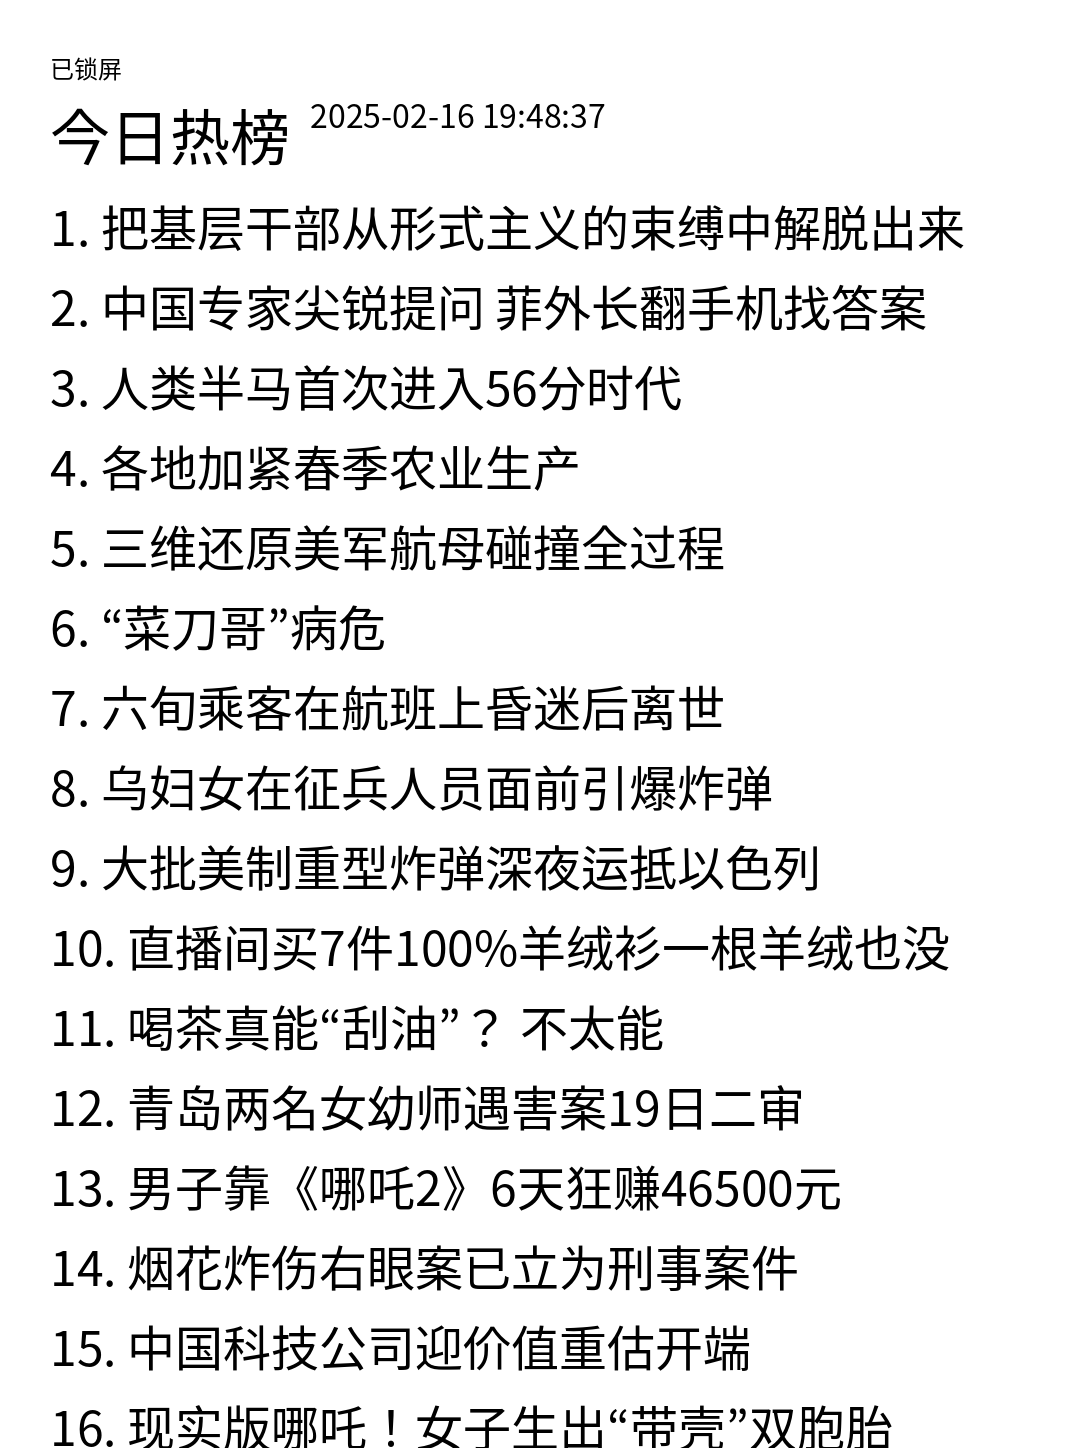 已锁屏
今日热榜 2025-02-16 19:48:37
1. 把基层干部从形式主义的束缚中解脱出来
2. 中国专家尖锐提问 菲外长翻手机找答案
3. 人类半马首次进入56分时代
4. 各地加紧春季农业生产
5. 三维还原美军航母碰撞全过程
6. “菜刀哥”病危
7. 六旬乘客在航班上昏迷后离世
8. 乌妇女在征兵人员面前引爆炸弹
9. 大批美制重型炸弹深夜运抵以色列
10. 直播间买7件100%羊绒衫一根羊绒也没
11. 喝茶真能“刮油”？ 不太能
12. 青岛两名女幼师遇害案19日二审
13. 男子靠《哪吒2》6天狂赚46500元
14. 烟花炸伤右眼案已立为刑事案件
15. 中国科技公司迎价值重估开端
16. 现实版哪吒！女子生出“带壳”双胞胎